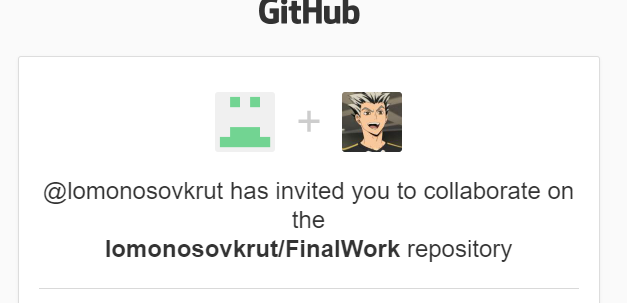 GitHub
@lomonosovkrut has invited you to collaborate on
the
lomonosovkrut/FinalWork repository